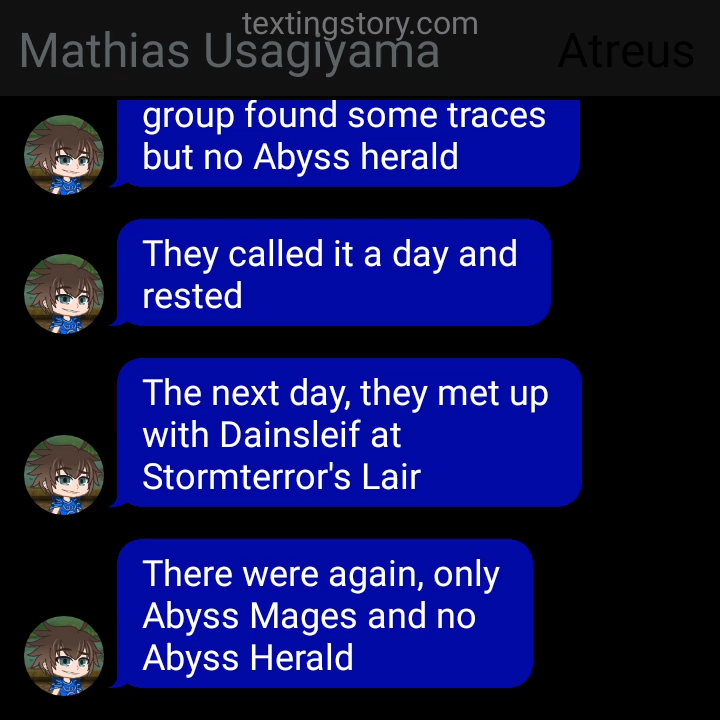 textingstory.com
Mathias Usagiyama
Atreus
group found some traces
but no Abyss herald
They called it a day and
rested
The next day, they met up
with Dainsleif at
Stormterror's Lair
There were again, only
Abyss Mages and no
Abyss Herald